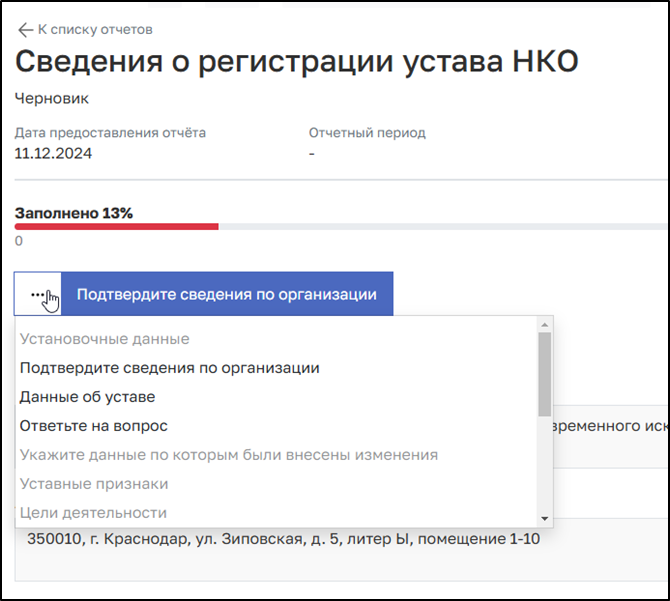 К списку отчетов
Сведения о регистрации устава НКО
Черновик
Дата предоставления отчёта Отчетный период
11.12.2024 -
Заполнено 13%
0
... Подтвердите сведения по организации
Установочные данные
Подтвердите сведения по организации
Данные об уставе
Ответьте на вопрос
временного иск
Укажите данные по которым были внесены изменения
Уставные признаки
Цели деятельности
350010, г. Краснодар, ул. Зиповская, д. 5, литер Ы, помещение 1-10